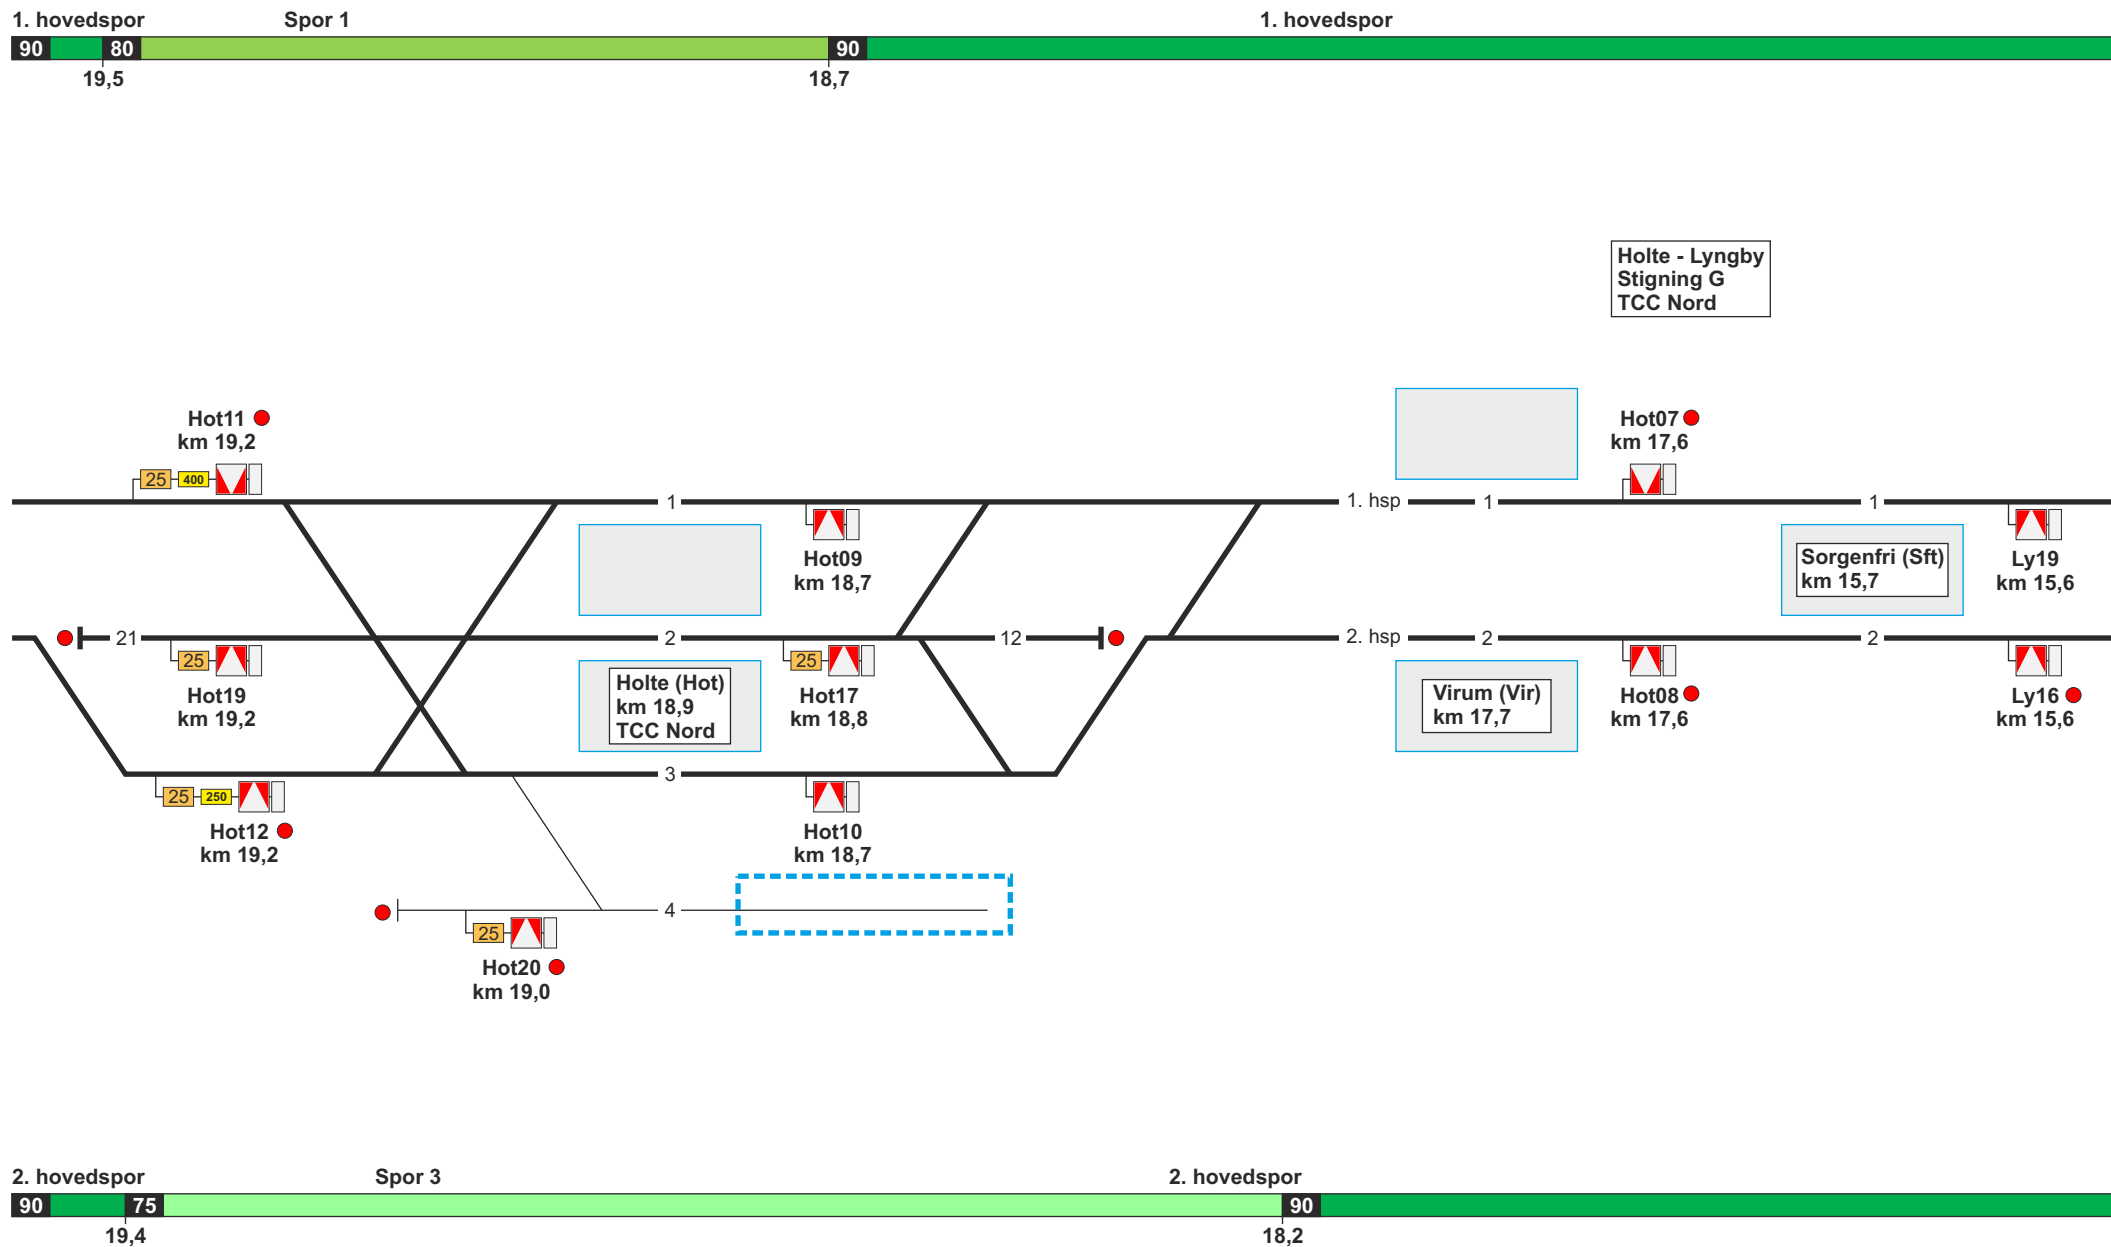 1. hovedspor
Spor 1
1. hovedspor
90
80
90
19,5
18,7
Holte - Lyngby
Stigning G
TCC Nord
Hot11
km 19,2
25
400
Hot07
km 17,6
1
1. hsp
1
1
Hot09
km 18,7
Sorgenfri (Sft)
km 15,7
Ly19
km 15,6
21
2
12
2. hsp
2
2
25
Hot19
km 19,2
Holte (Hot)
km 18,9
TCC Nord
25
Hot17
km 18,8
Virum (Vir)
km 17,7
Hot08
km 17,6
Ly16
km 15,6
3
25
250
Hot12
km 19,2
Hot10
km 18,7
4
25
Hot20
km 19,0
2. hovedspor
Spor 3
2. hovedspor
90
75
90
19,4
18,2